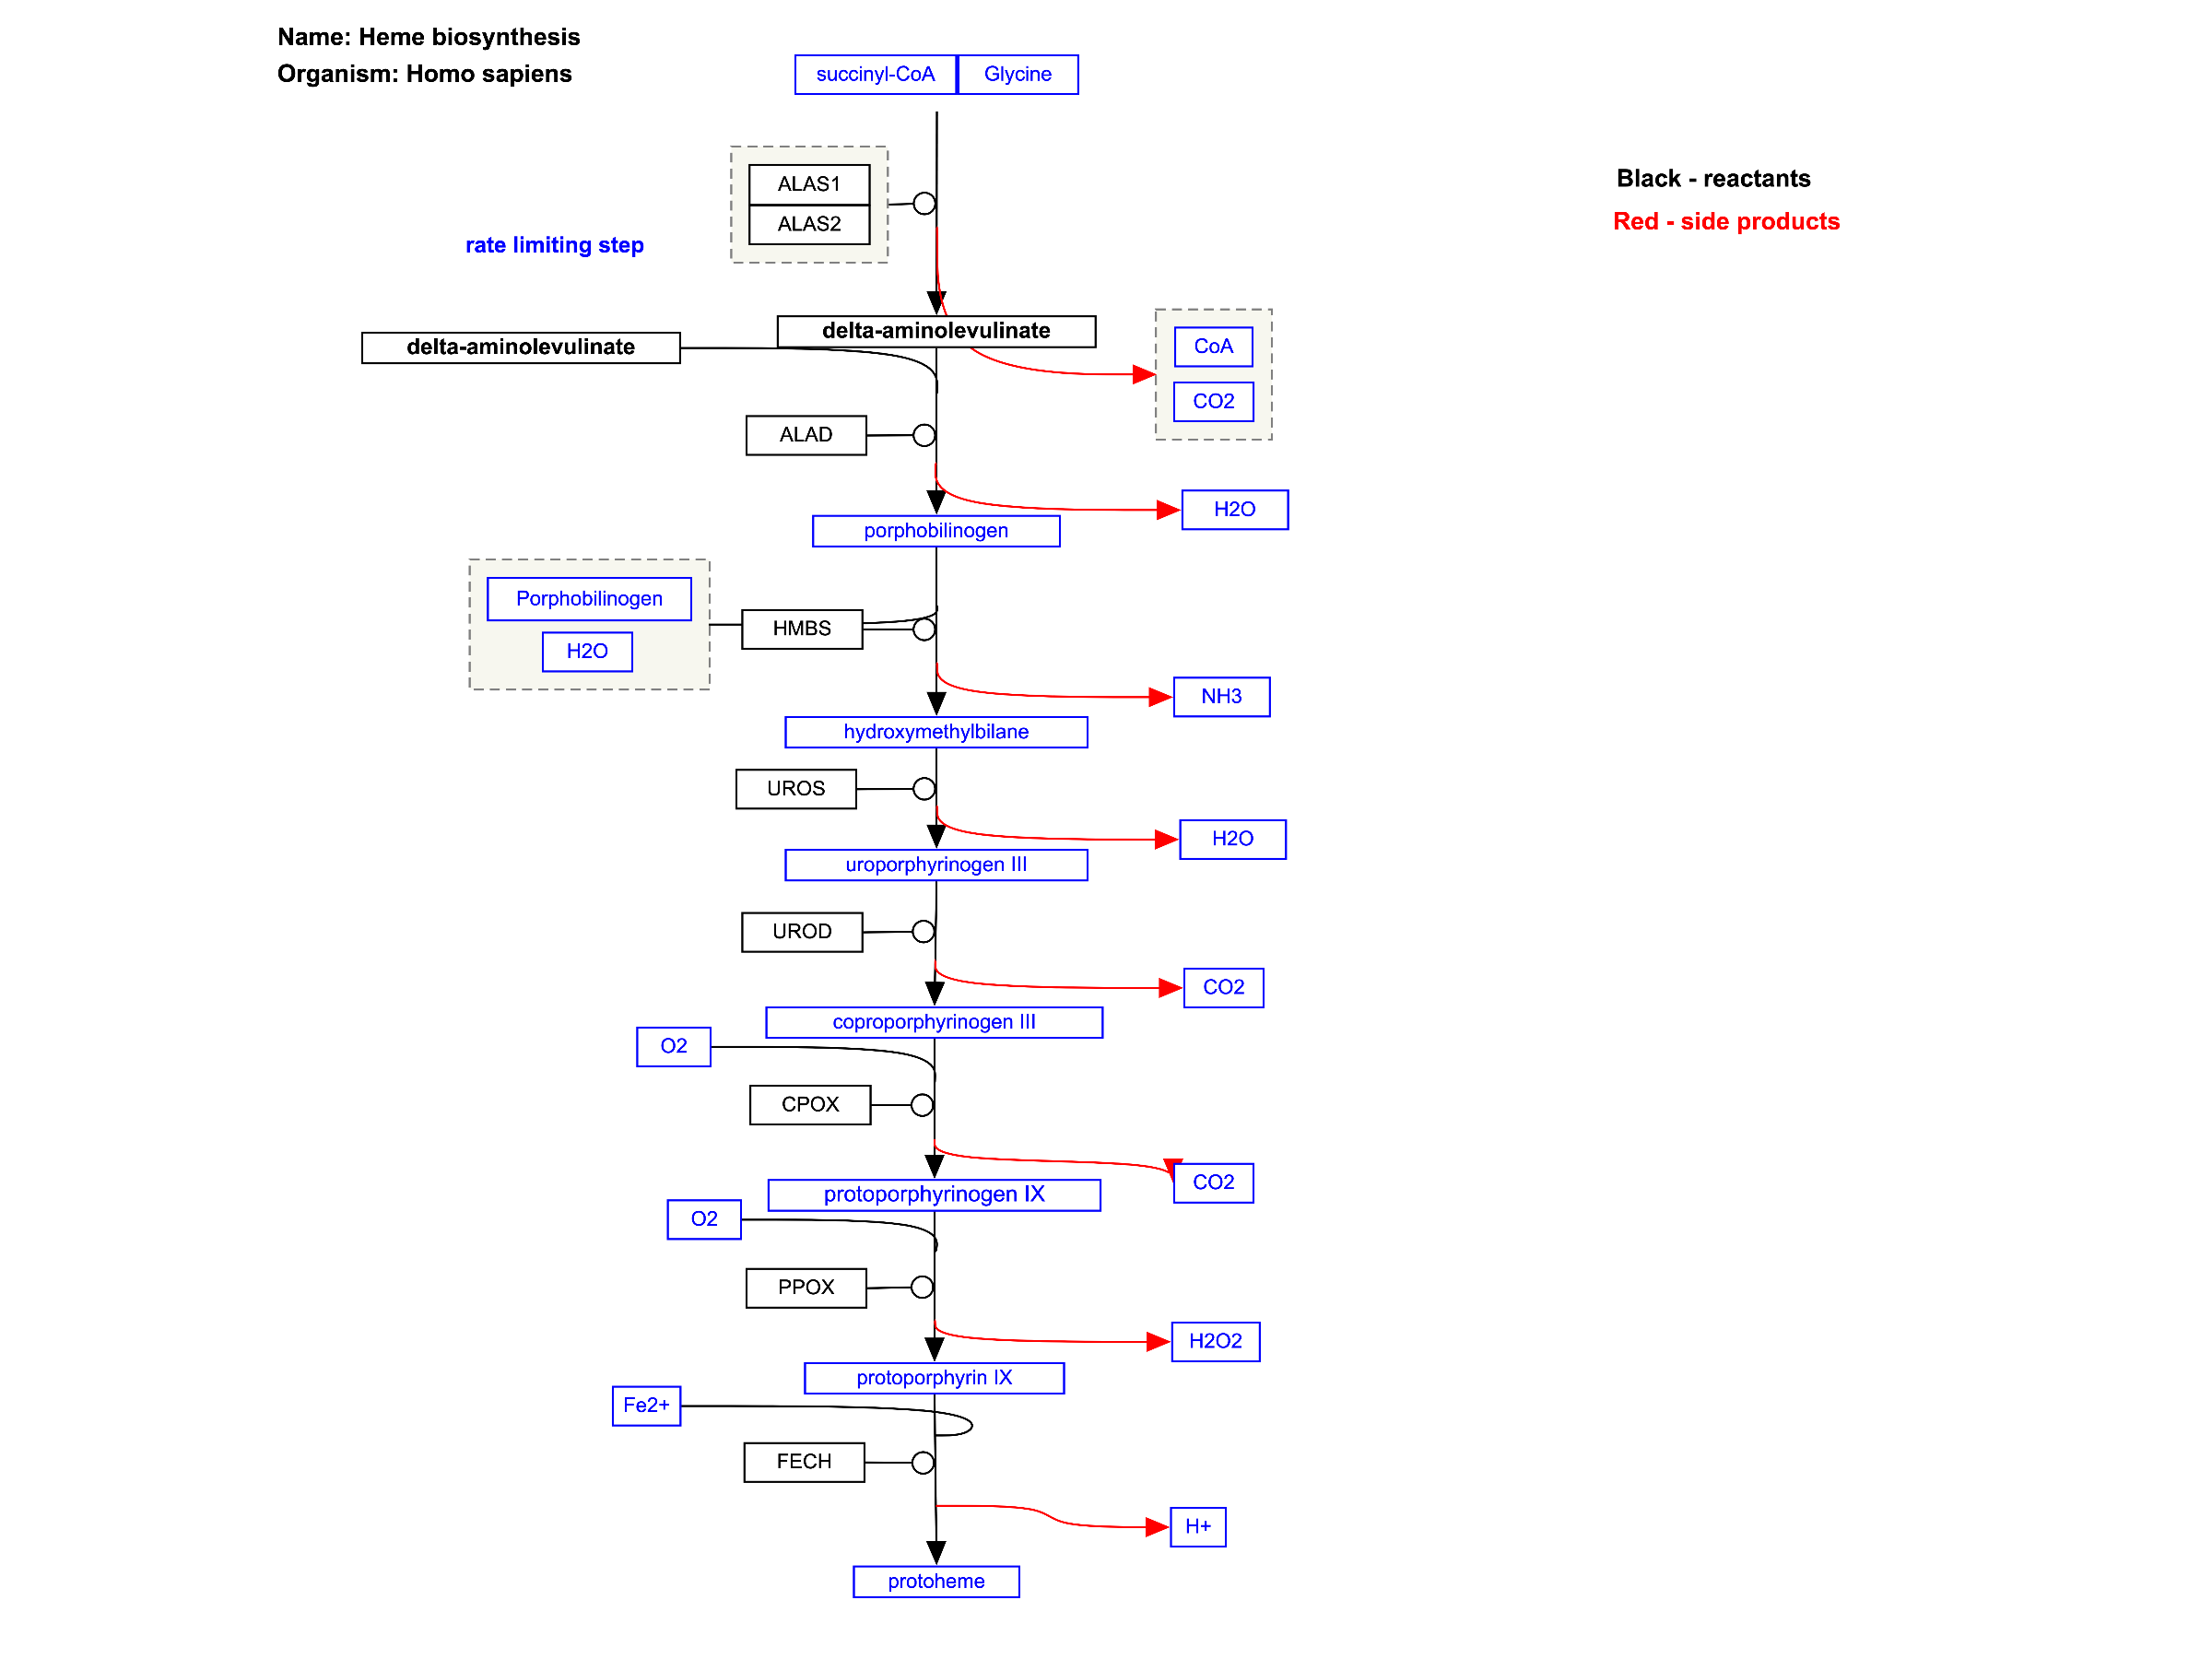 Name: Heme biosynthesis
Organism: Homo sapiens
succinyl-CoA
Glycine
ALAS1
ALAS2
Black - reactants
Red - side products
rate limiting step
delta-aminolevulinate
delta-aminolevulinate
CoA
CO2
ALAD
H2O
porphobilinogen
Porphobilinogen
H2O
HMBS
NH3
hydroxymethylbilane
UROS
H2O
uroporphyrinogen III
UROD
CO2
coproporphyrinogen III
O2
CPOX
CO2
protoporphyrinogen IX
O2
PPOX
H2O2
protoporphyrin IX
Fe2+
FECH
H+
protoheme